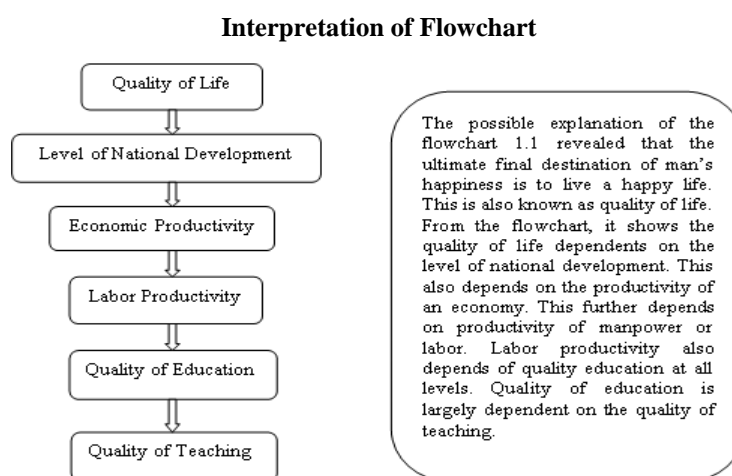 Interpretation of Flowchart
Quality of Life
Level of National Development
Economic Productivity
Labor Productivity
Quality of Education
Quality of Teaching
The possible explanation of the
flowchart 1.1 revealed that the
ultimate final destination of man's
happiness is to live a happy life.
This is also known as quality of life.
From the flowchart, it shows the
quality of life dependents on the
level of national development. This
also depends on the productivity of
an economy. This further depends
on productivity of manpower or
labor. Labor productivity also
depends of quality education at all
levels. Quality of education is
largely dependent on the quality of
teaching.